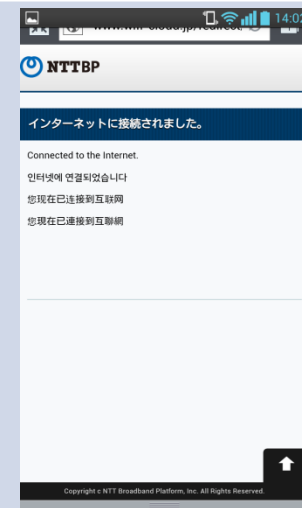 14:02
NTTBP
インターネットに接続されました。
Connected to the Internet.
인터넷에 연결되었습니다
您现在已连接到互联网
您現在已連接到互聯網
Copyright c NTT Broadband Platform, Inc. All Rights Reserved.